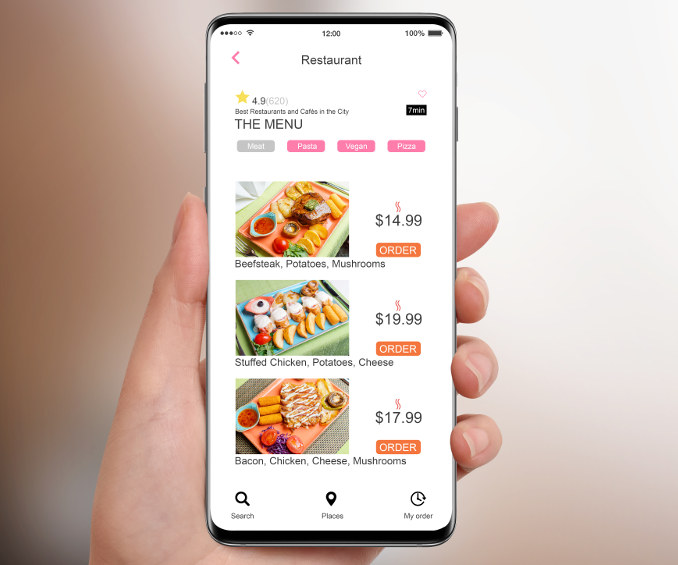 12:00
100%
Restaurant
4.9(620)
Best Restaurants and Cafés in the City
7min
THE MENU
Meat Pasta Vegan Pizza
$14.99
ORDER
Beefsteak, Potatoes, Mushrooms
$19.99
ORDER
Stuffed Chicken, Potatoes, Cheese
$17.99
ORDER
Bacon, Chicken, Cheese, Mushrooms
Search Places My order